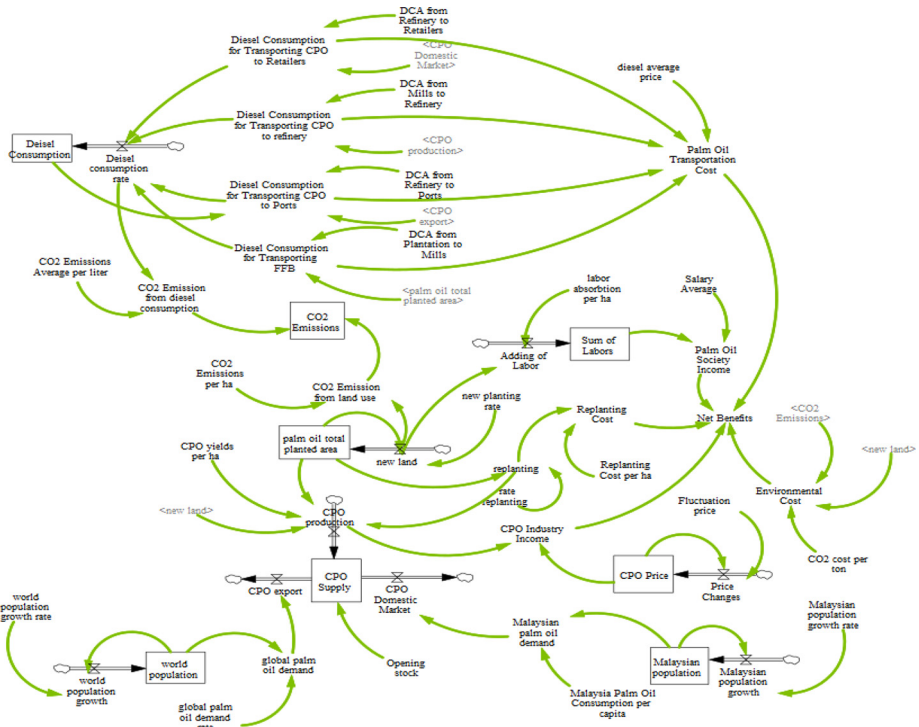 DCA from
Refinery to
Retailers
Diesel Consumption
for Transporting CPO
to Retailers
<CPO
Domestic
Market>
diesel average
price
DCA from
Mills to
Refinery
Diesel Consumption
for Transporting CPO
to refinery
Deisel
Consumption
Deisel
consumption
rate
<CPO
production>
Palm Oil
Transportation
Cost
DCA from
Refinery to
Ports
Diesel Consumption
for Transporting CPO
to Ports
<CPO
export>
DCA from
Plantation to
Mills
Diesel Consumption
for Transporting
FFB
CO2 Emissions
Average per liter
CO2 Emission
from diesel
consumption
<palm oil total
planted area>
labor
absorbtion
per ha
Salary
Average
CO2
Emissions
Adding of
Labor
Sum of
Labors
Palm Oil
Society
Income
CO2
Emissions
per ha
CO2 Emission
from land use
new planting
rate
Replanting
Cost
Net Benefits
<CO2
Emissions>
palm oil total
planted area
new land
CPO yields
per ha
replanting
Replanting
Cost per ha
<new land>
rate
replanting
Fluctuation
price
Environmental
Cost
<new land>
CPO
production
CPO Industry
Income
CO2 cost per
ton
CPO export
CPO
Supply
CPO
Domestic
Market
CPO Price
Price
Changes
world
population
growth rate
Malaysian
palm oil
demand
Malaysian
population
growth rate
world
population
growth
world
population
global palm
oil demand
Opening
stock
Malaysian
population
Malaysian
population
growth
global palm
oil demand
Malaysia Palm Oil
Consumption per
capita